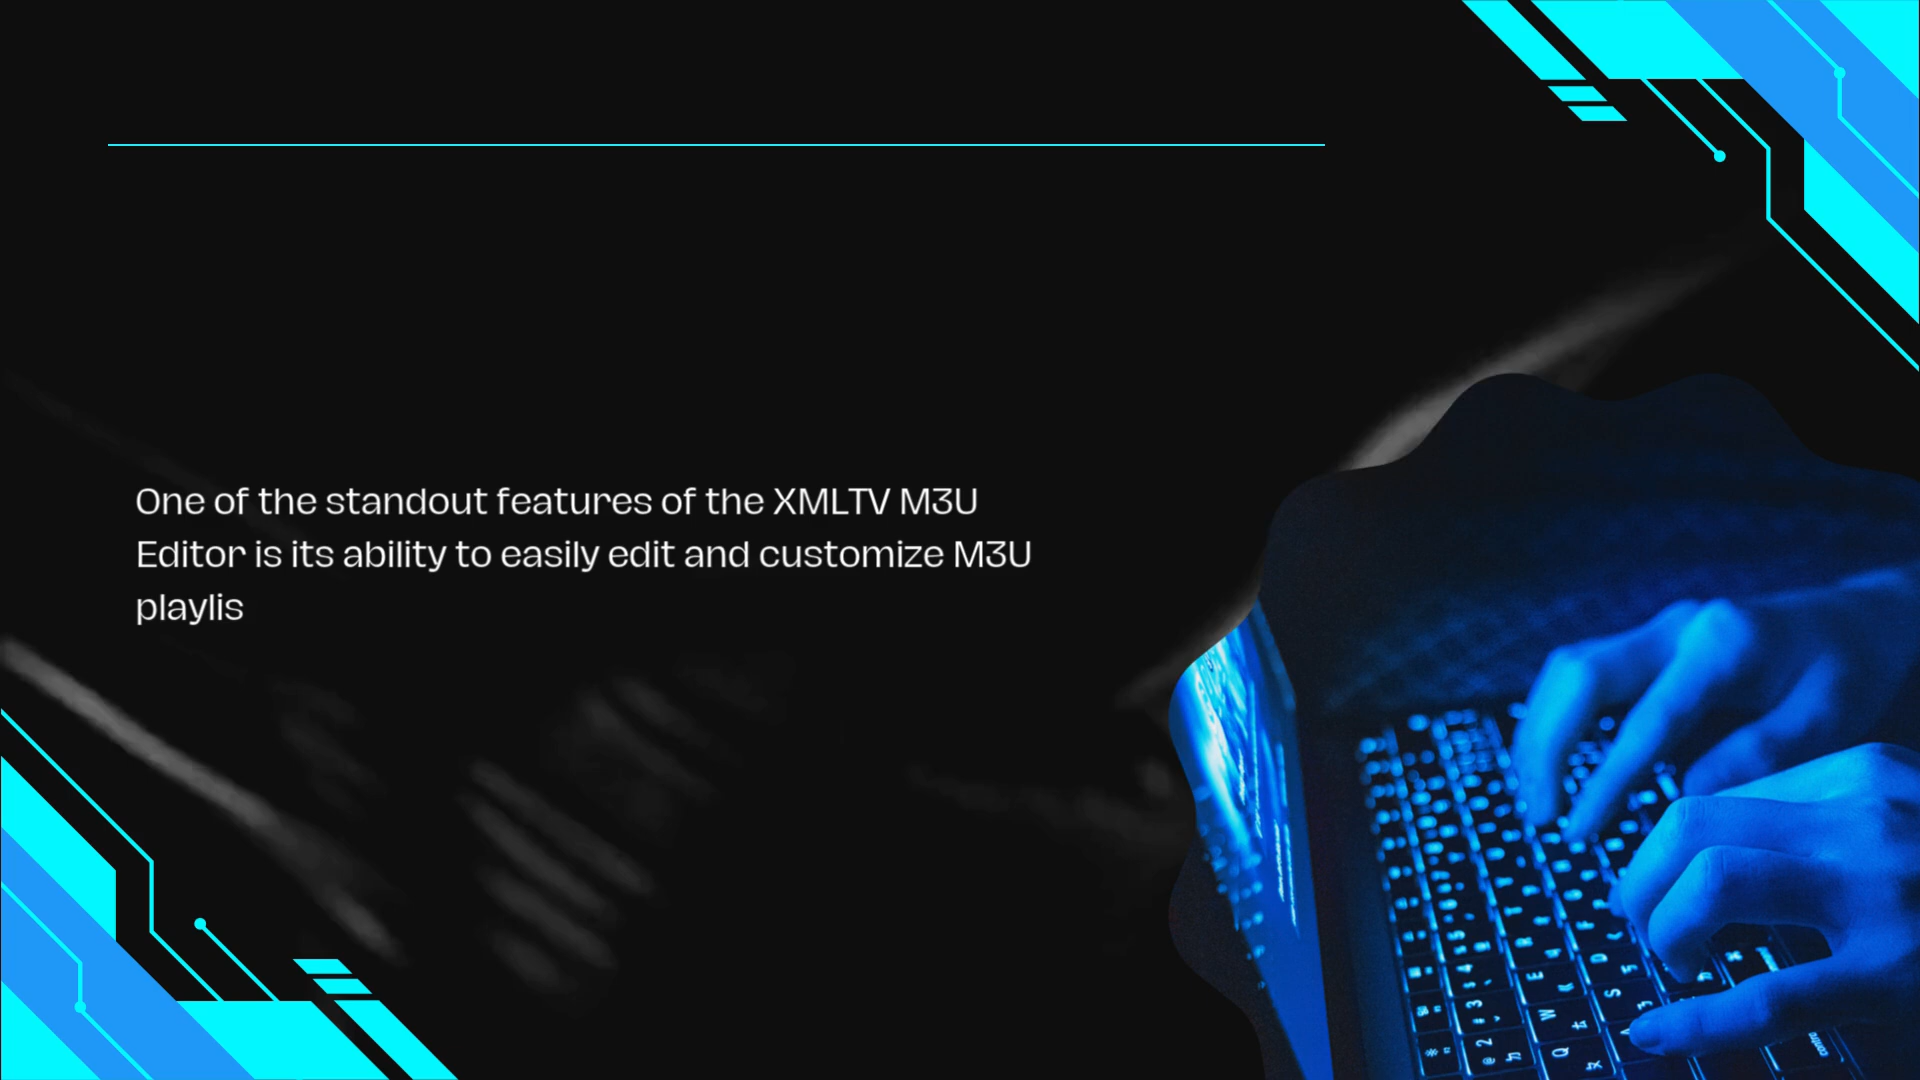 One of the standout features of the XMLTV M3U
Editor is its ability to easily edit and customize M3U
playlis